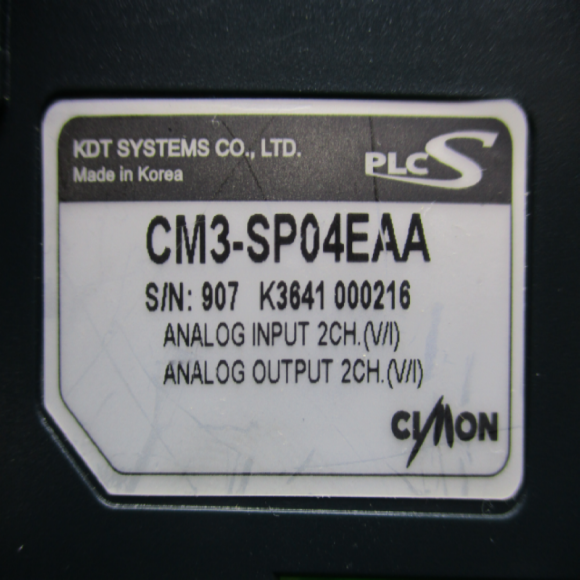 KDT SYSTEMS CO., LTD.
Made in Korea
PLC S
CM3-SP04EAA
S/N: 907 K3641 000216
ANALOG INPUT 2CH.(V/I)
ANALOG OUTPUT 2CH.(V/I)
CIMON